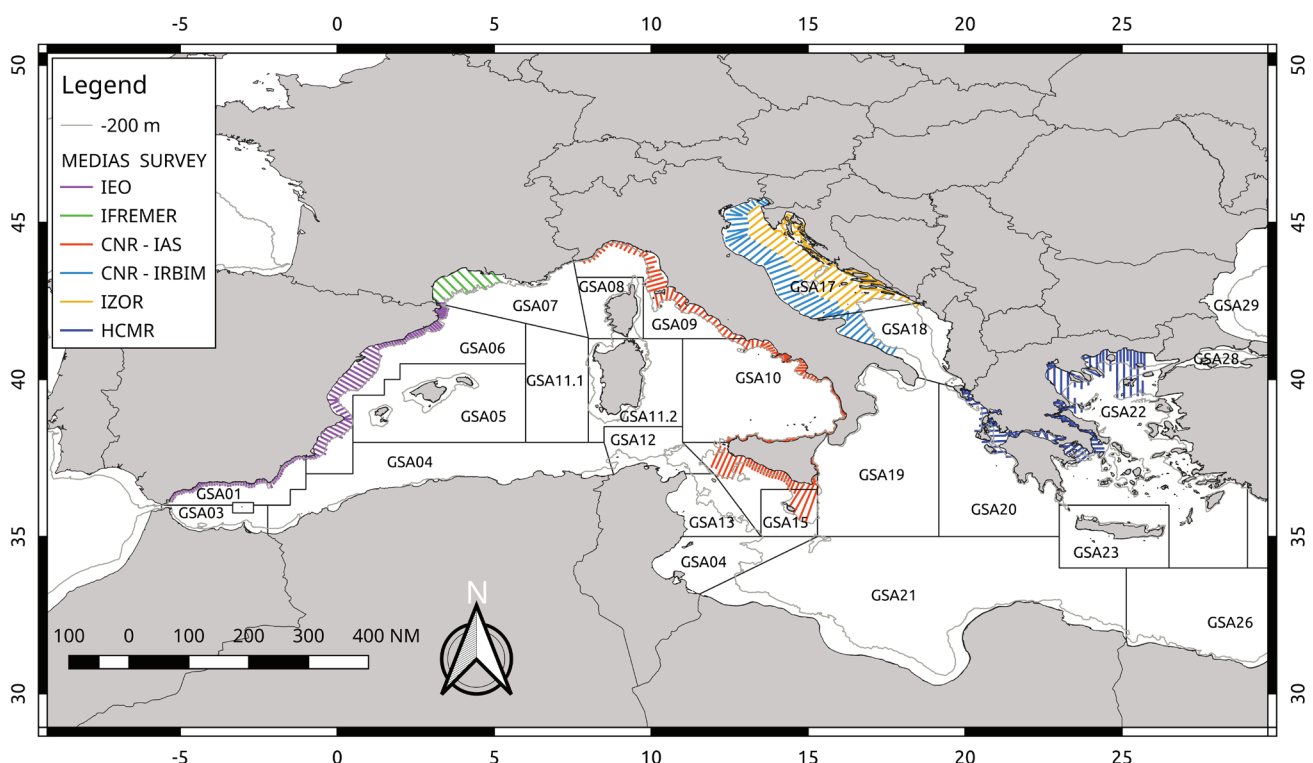 -5 0 5 10 15 20 25
50 50
Legend
-200 m
MEDIAS SURVEY
IEO
IFREMER
CNR - IAS
CNR - IRBIM
IZOR
HCMR
45 45
GSA07
GSA08
GSA09
GSA17
GSA18
GSA29
GSA28
40 40
GSA06
GSA11.1
GSA10
GSA05
GSA11.2
GSA22
GSA12
GSA04
GSA19
GSA01
GSA03
GSA13
GSA15
GSA20
35 35
GSA04
GSA23
GSA21
GSA26
N
100 0 100 200 300 400 NM
30 30
-5 0 5 10 15 20 25